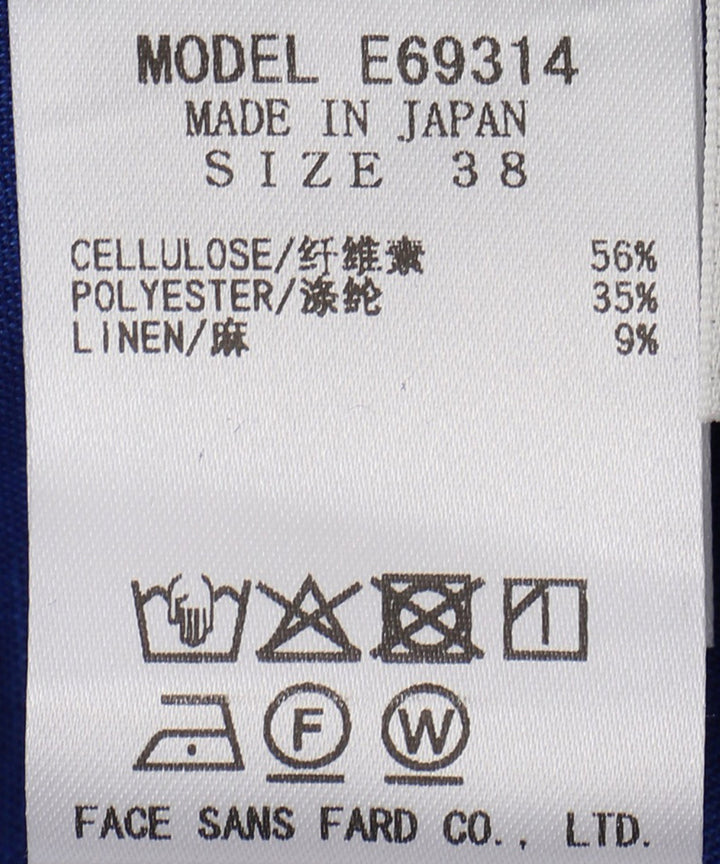 MODEL E69314
MADE IN JAPAN
SIZE 38
CELLULOSE/纤维素 56%
POLYESTER/涤纶 35%
LINEN/麻 9%
F W
FACE SANS FARD CO., LTD.